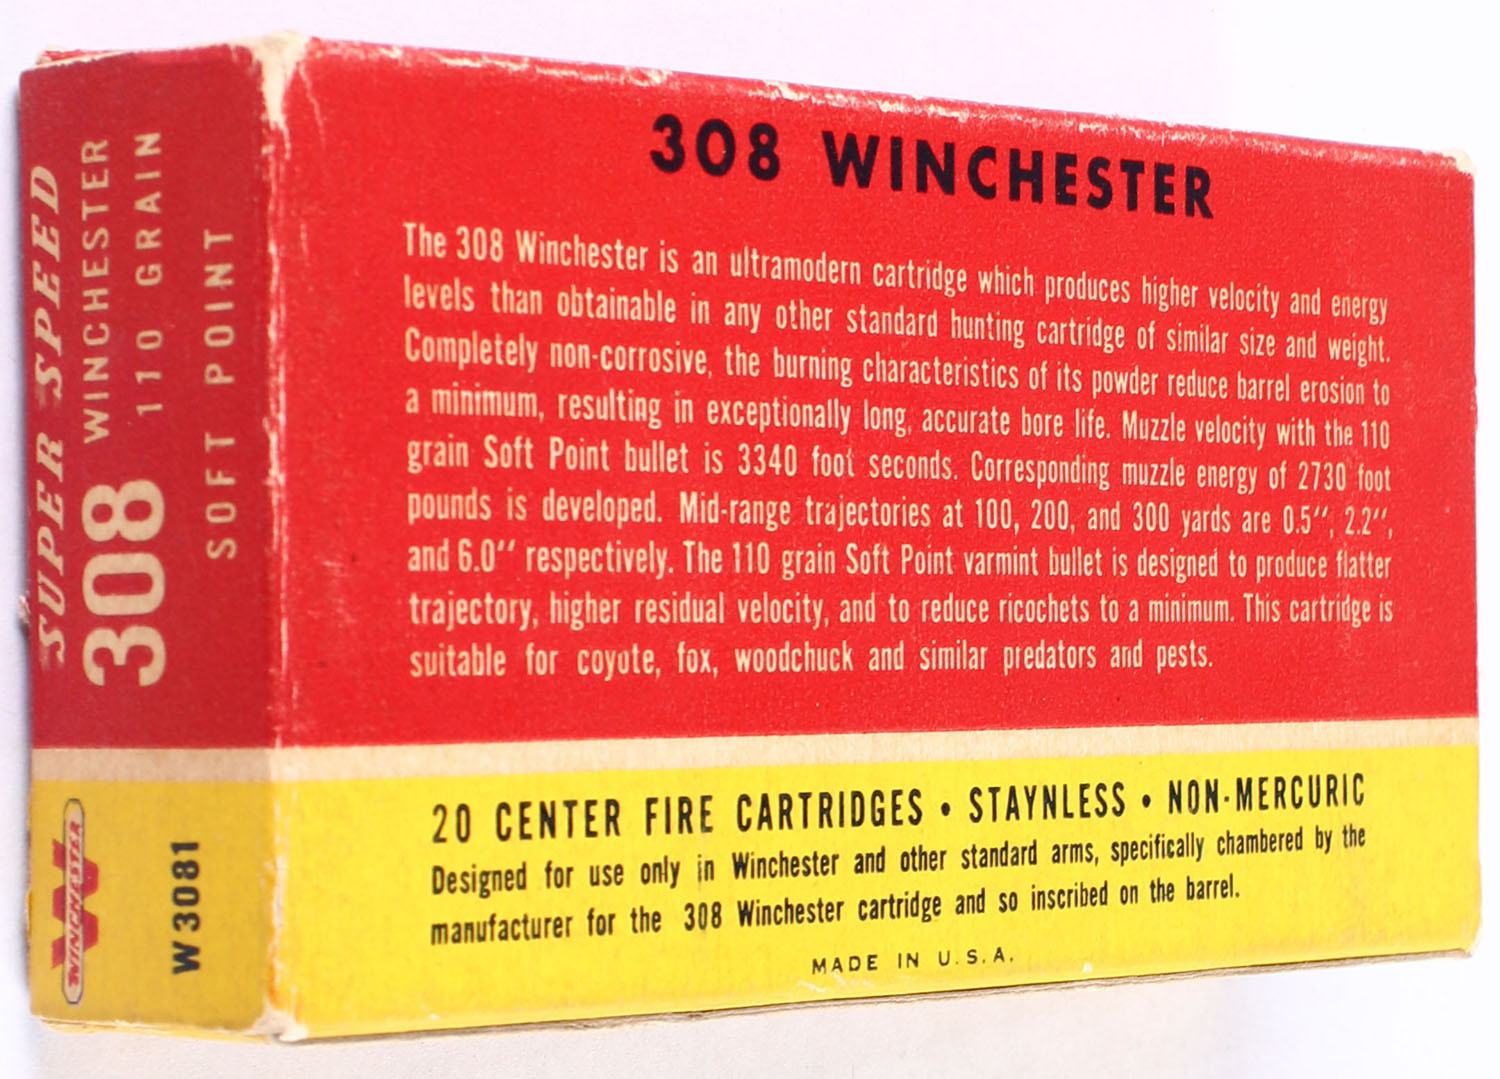 SUPER SPEED
308 WINCHESTER
110 GRAIN
SOFT POINT
WINCHESTER
W3081
308 WINCHESTER
The 308 Winchester is an ultramodern cartridge which produces higher velocity and energy
levels than obtainable in any other standard hunting cartridge of similar size and weight.
Completely non-corrosive, the burning characteristics of its powder reduce barrel erosion to
a minimum, resulting in exceptionally long, accurate bore life. Muzzle velocity with the 110
grain Soft Point bullet is 3340 foot seconds. Corresponding muzzle energy of 2730 foot
pounds is developed. Mid-range trajectories at 100, 200, and 300 yards are 0.5″, 2.2″,
and 6.0″ respectively. The 110 grain Soft Point varmint bullet is designed to produce flatter
trajectory, higher residual velocity, and to reduce ricochets to a minimum. This cartridge is
suitable for coyote, fox, woodchuck and similar predators and pests.
20 CENTER FIRE CARTRIDGES • STAYNLESS • NON-MERCURIC
Designed for use only in Winchester and other standard arms, specifically chambered by the
manufacturer for the 308 Winchester cartridge and so inscribed on the barrel.
MADE IN U.S.A.